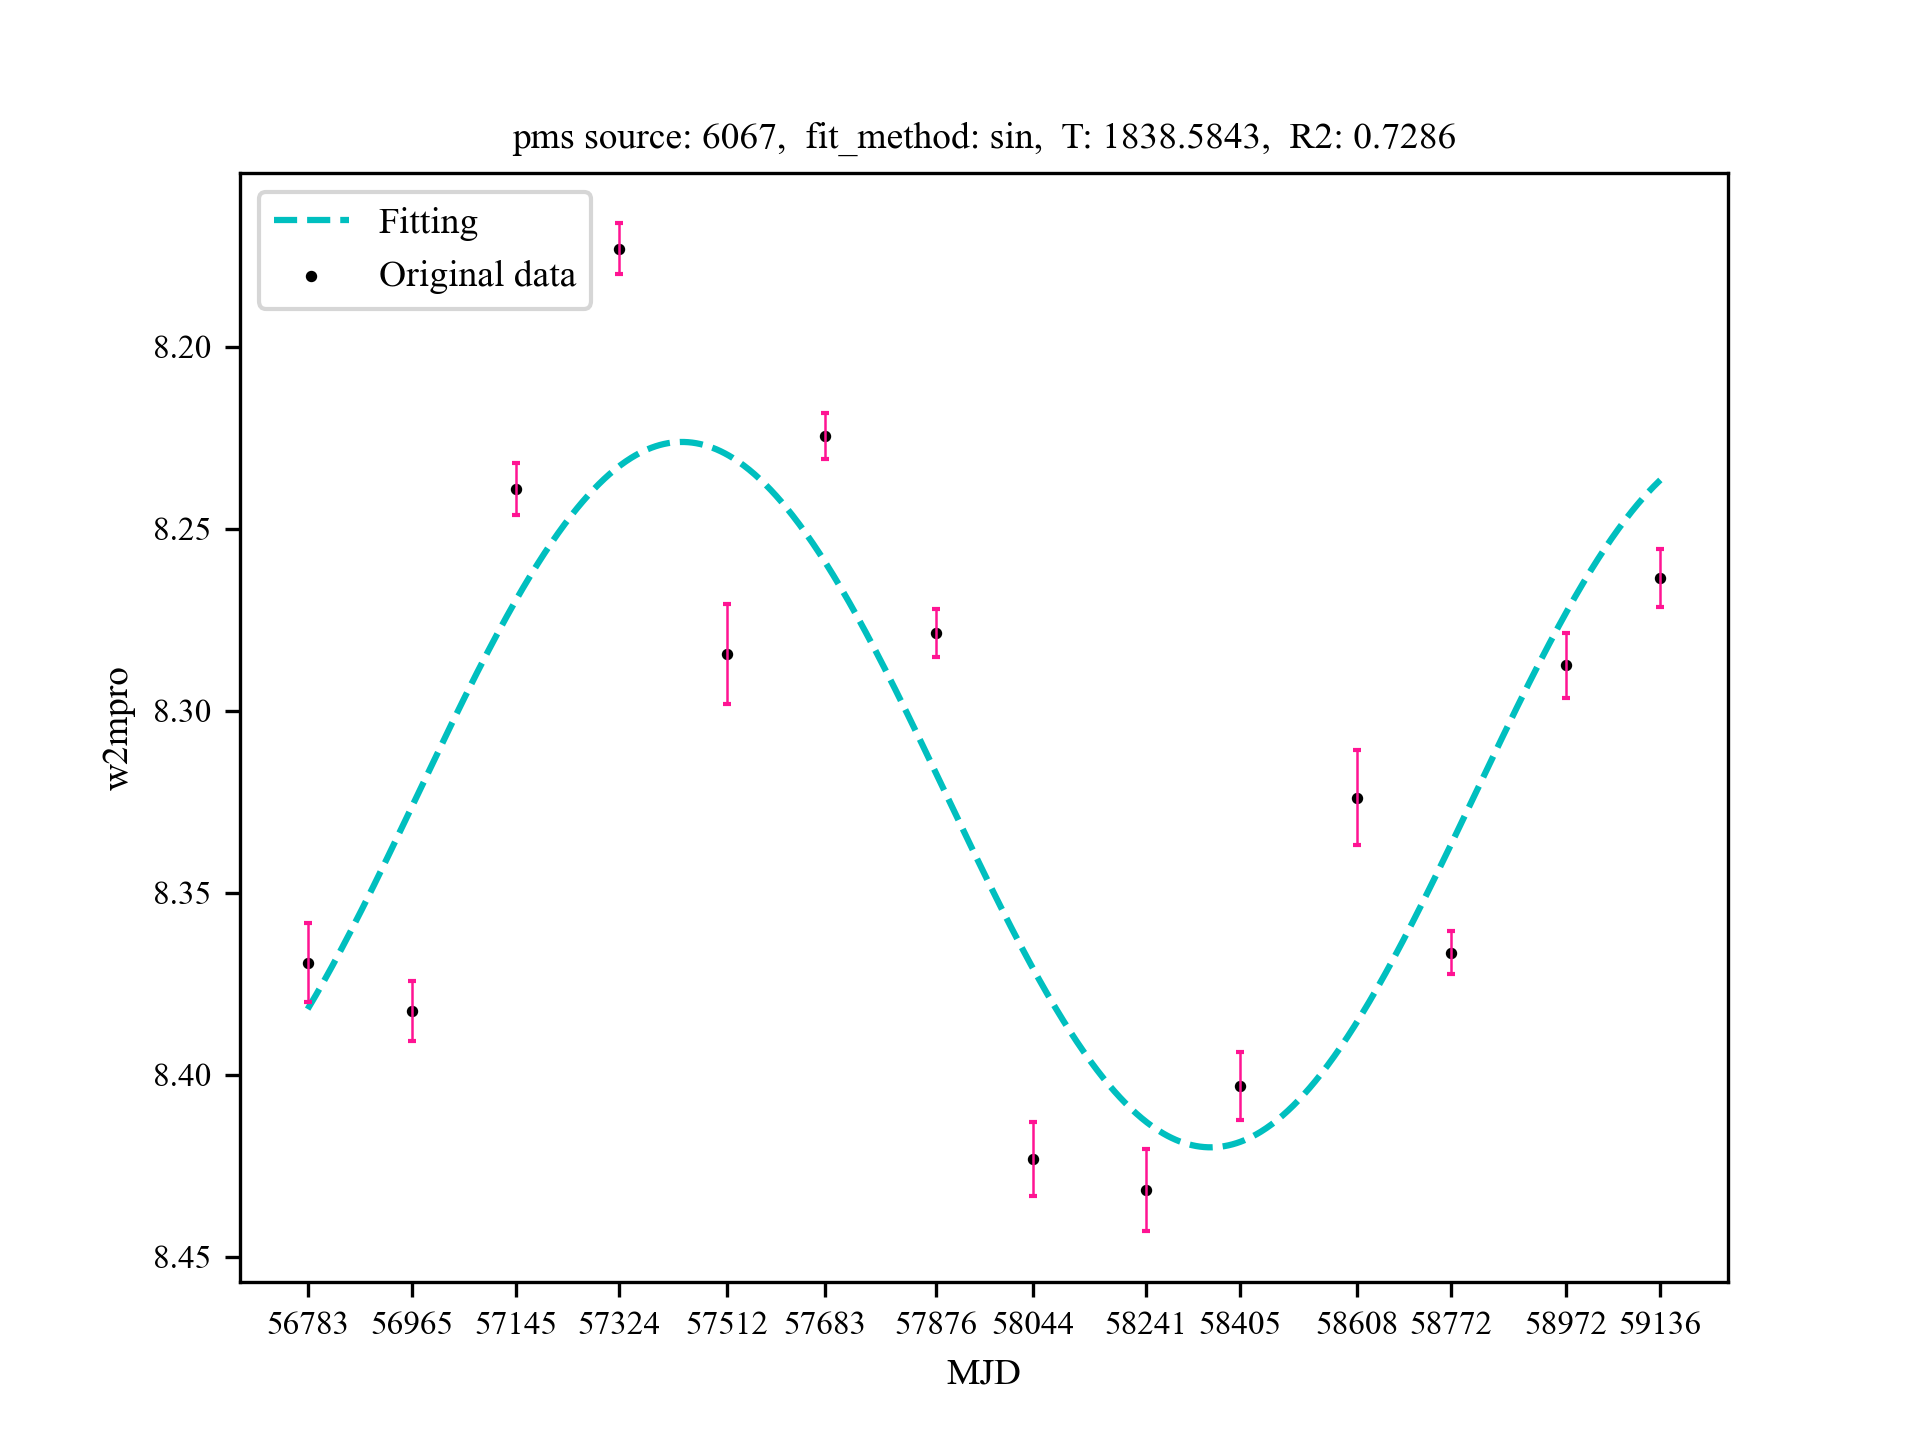 pms source: 6067, fit_method: sin, T: 1838.5843, R2: 0.7286
Fitting
Original data
8.20
8.25
8.30
8.35
8.40
8.45
w2mpro
56783 56965 57145 57324 57512 57683 57876 58044 58241 58405 58608 58772 58972 59136
MJD